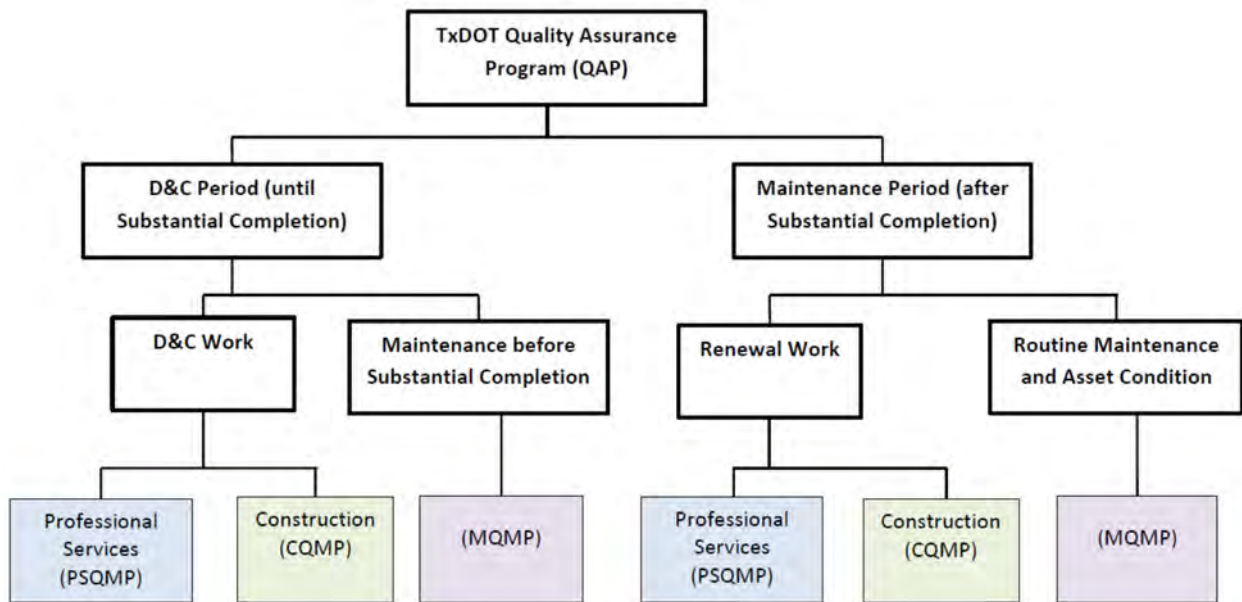 TxDOT Quality Assurance
Program (QAP)
D&C Period (until
Substantial Completion)
Maintenance Period (after
Substantial Completion)
D&C Work
Maintenance before
Substantial Completion
Renewal Work
Routine Maintenance
and Asset Condition
Professional
Services
(PSQMP)
Construction
(CQMP)
(MQMP)
Professional
Services
(PSQMP)
Construction
(CQMP)
(MQMP)